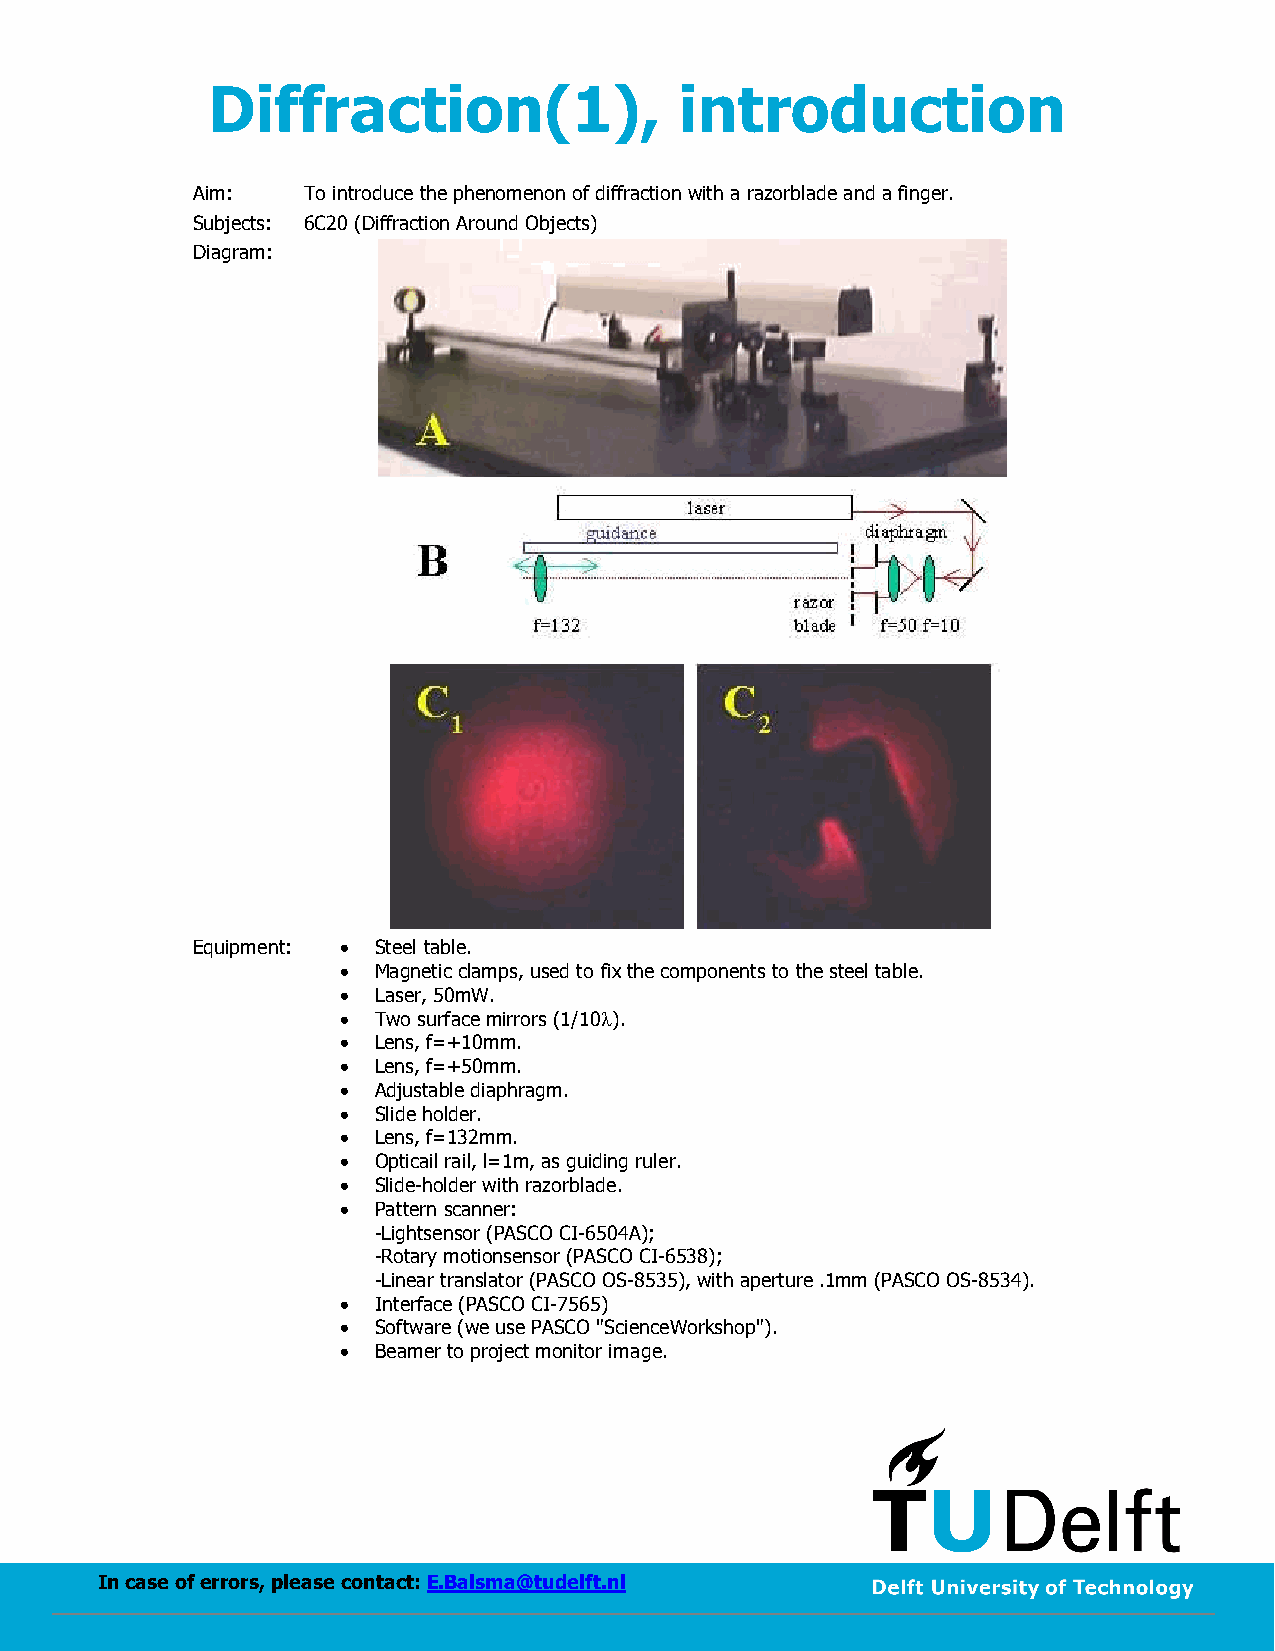 Diffraction(1), introduction
Aim: To introduce the phenomenon of diffraction with a razorblade and a finger.
Subjects: 6C20 (Diffraction Around Objects)
Diagram:
A
laser
guidance
diaphragm
B
razor
blade
f=132
f=50 f=10
C1
C2
Equipment: • Steel table.
• Magnetic clamps, used to fix the components to the steel table.
• Laser, 50mW.
• Two surface mirrors (1/10λ).
• Lens, f=+10mm.
• Lens, f=+50mm.
• Adjustable diaphragm.
• Slide holder.
• Lens, f=132mm.
• Opticail rail, l=1m, as guiding ruler.
• Slide-holder with razorblade.
• Pattern scanner:
-Lightsensor (PASCO CI-6504A);
-Rotary motionsensor (PASCO CI-6538);
-Linear translator (PASCO OS-8535), with aperture .1mm (PASCO OS-8534).
• Interface (PASCO CI-7565)
• Software (we use PASCO "ScienceWorkshop").
• Beamer to project monitor image.
TUDelft
In case of errors, please contact: E.Balsma@tudelft.nl
Delft University of Technology